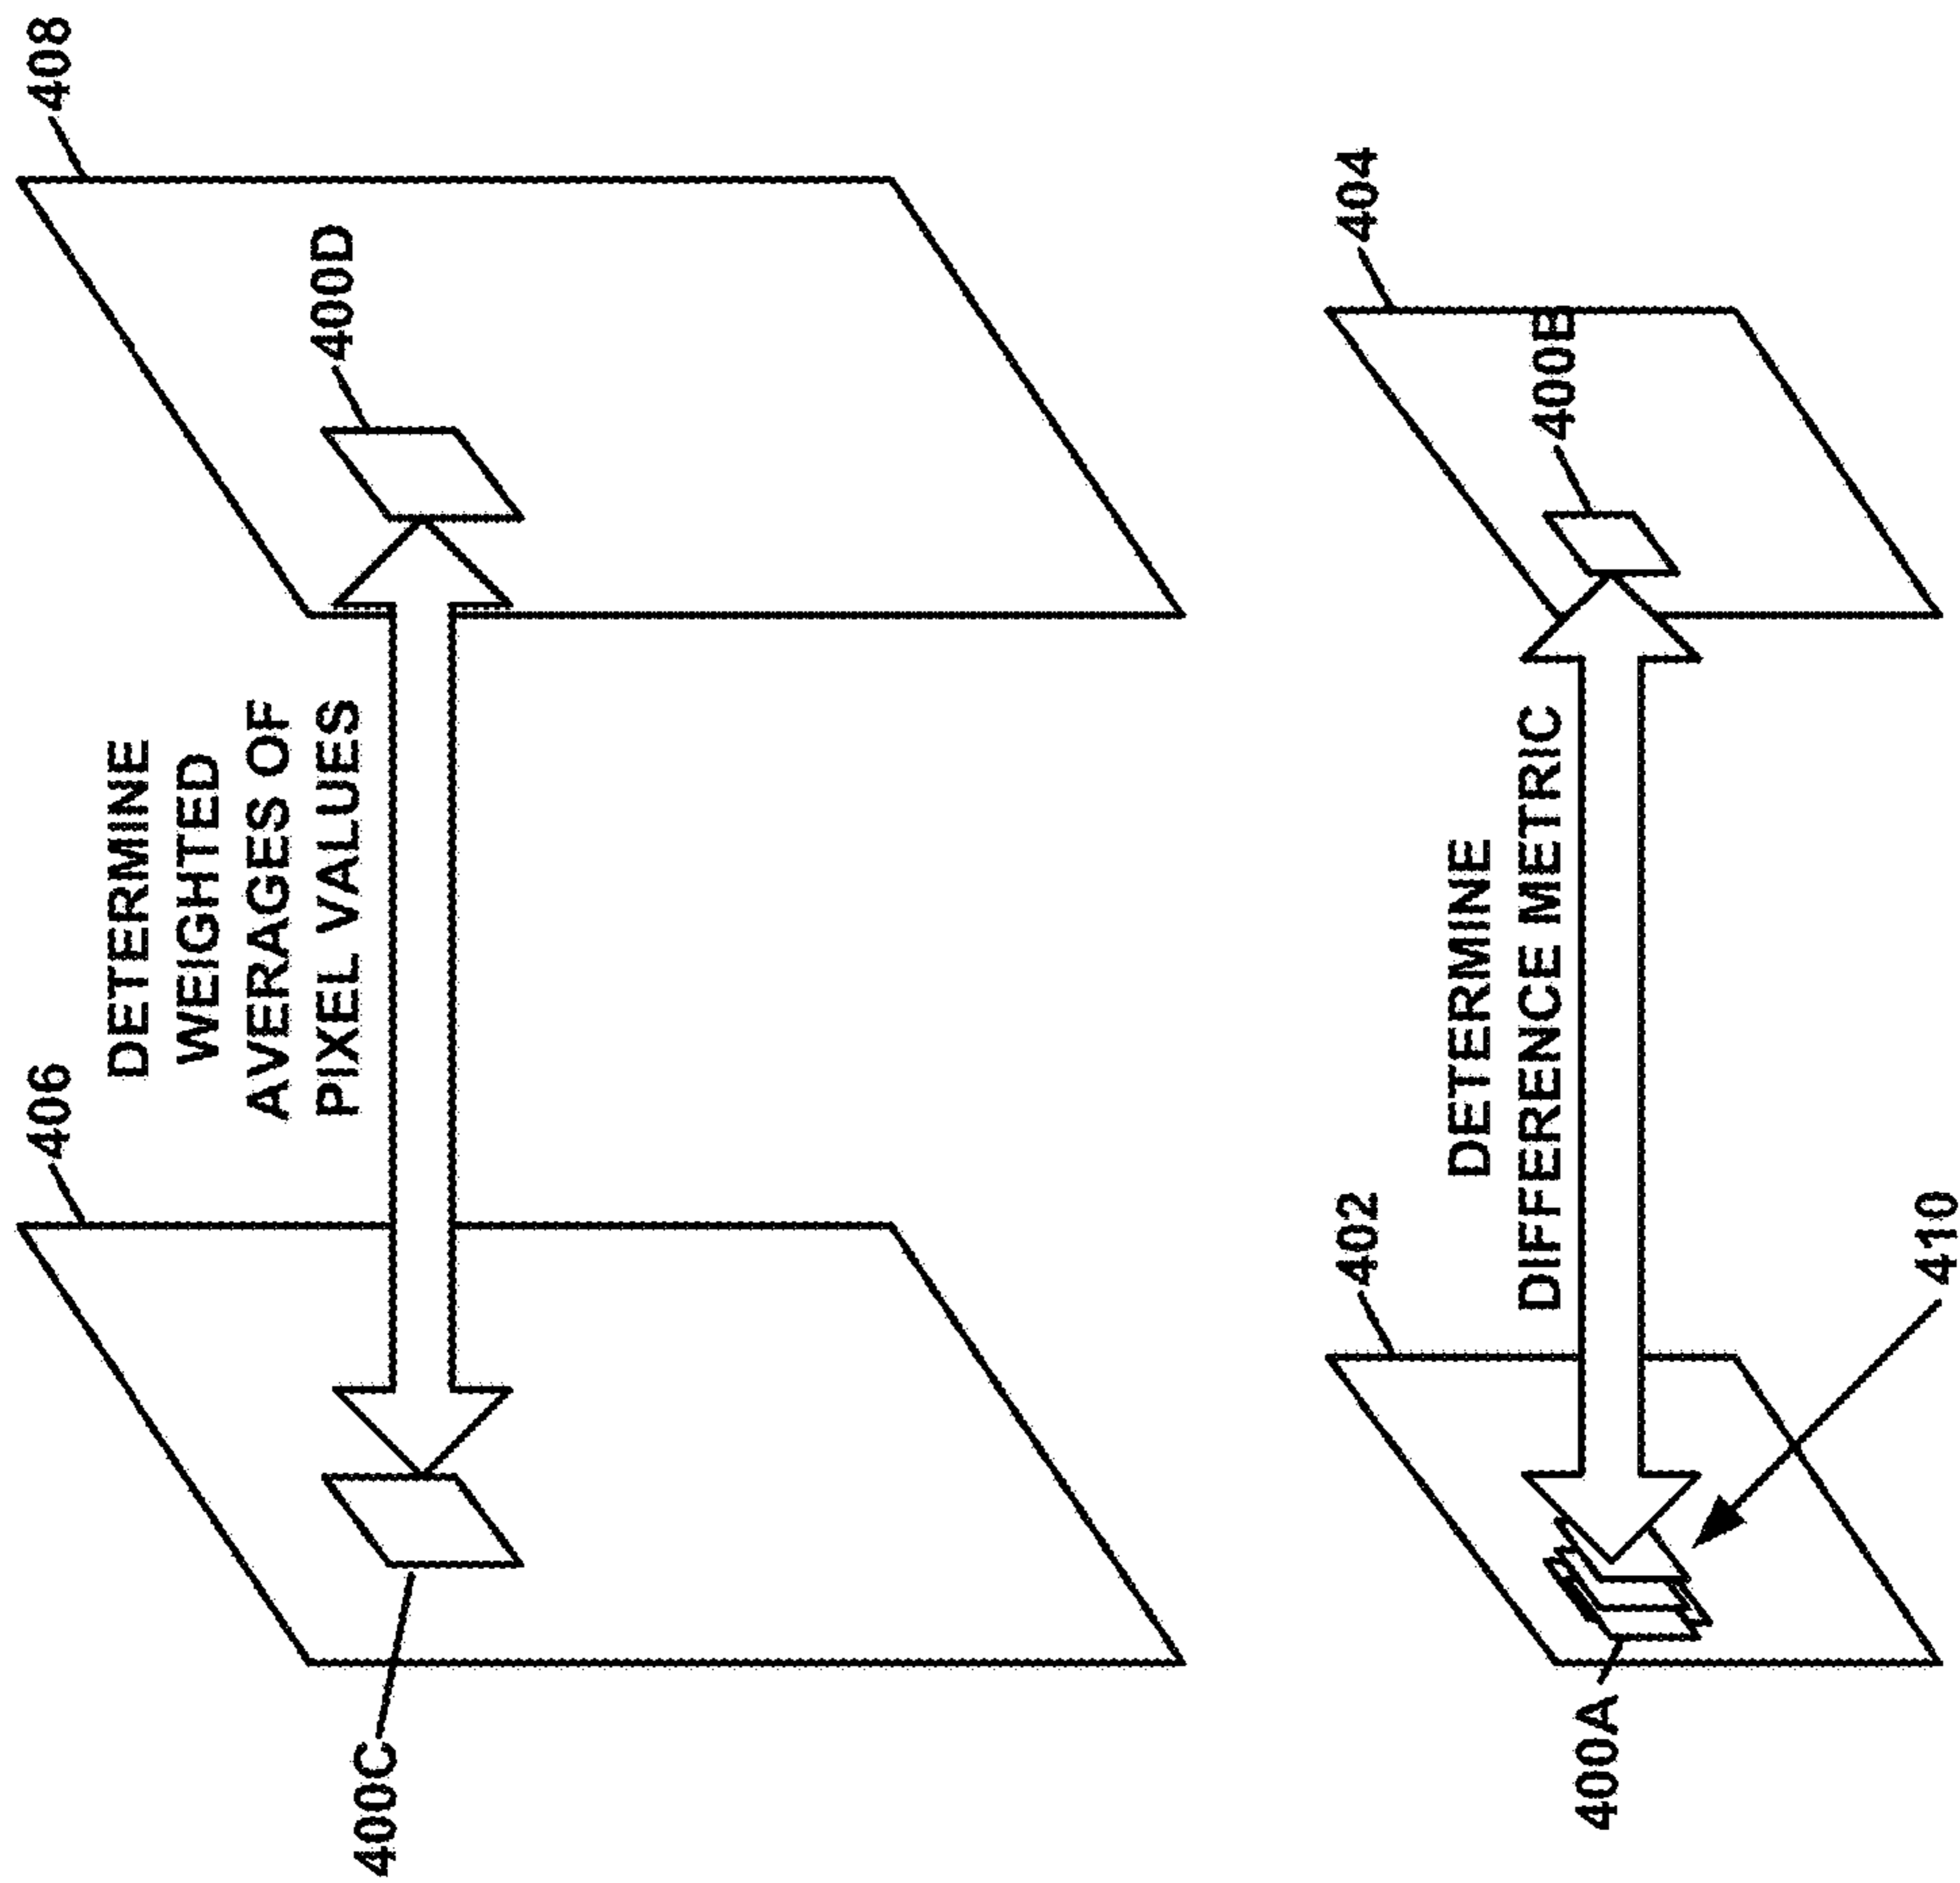 406
408
DETERMINE
WEIGHTED
AVERAGES OF
PIXEL VALUES
400D
400C
402
404
DETERMINE
DIFFERENCE METRIC
400B
400A
410